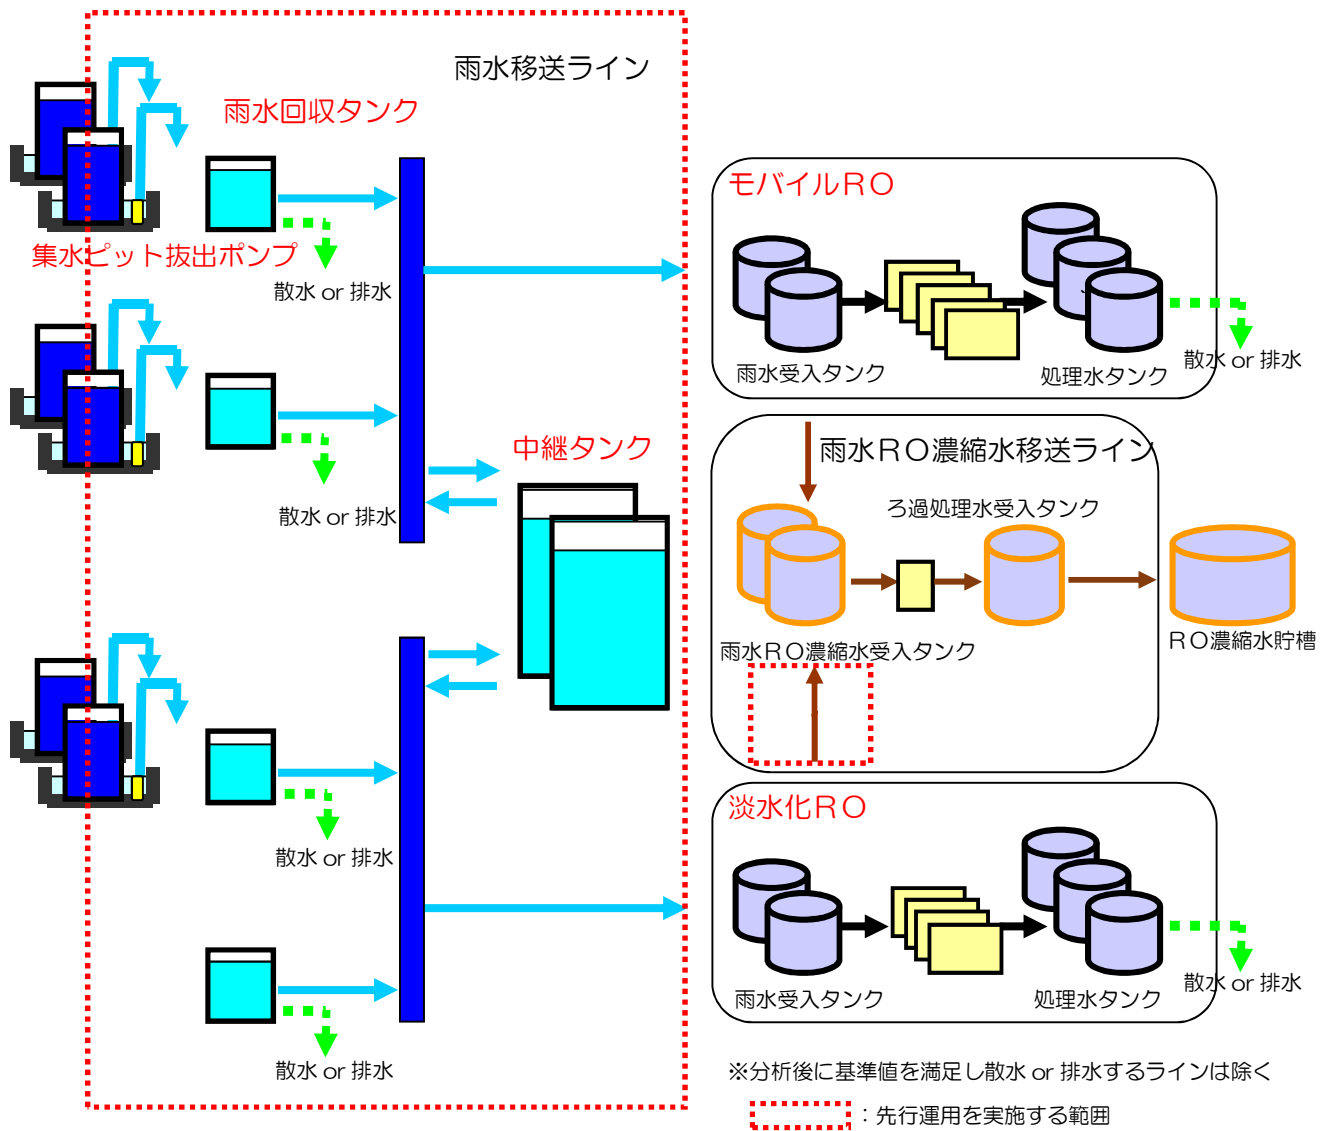 雨水移送ライン
雨水回収タンク
集水ピット抜出ポンプ
散水 or 排水
散水 or 排水
中継タンク
散水 or 排水
散水 or 排水
モバイルＲＯ
雨水受入タンク
処理水タンク
散水 or 排水
雨水ＲＯ濃縮水移送ライン
ろ過処理水受入タンク
雨水ＲＯ濃縮水受入タンク
ＲＯ濃縮水貯槽
淡水化ＲＯ
雨水受入タンク
処理水タンク
散水 or 排水
※分析後に基準値を満足し散水 or 排水するラインは除く
：先行運用を実施する範囲